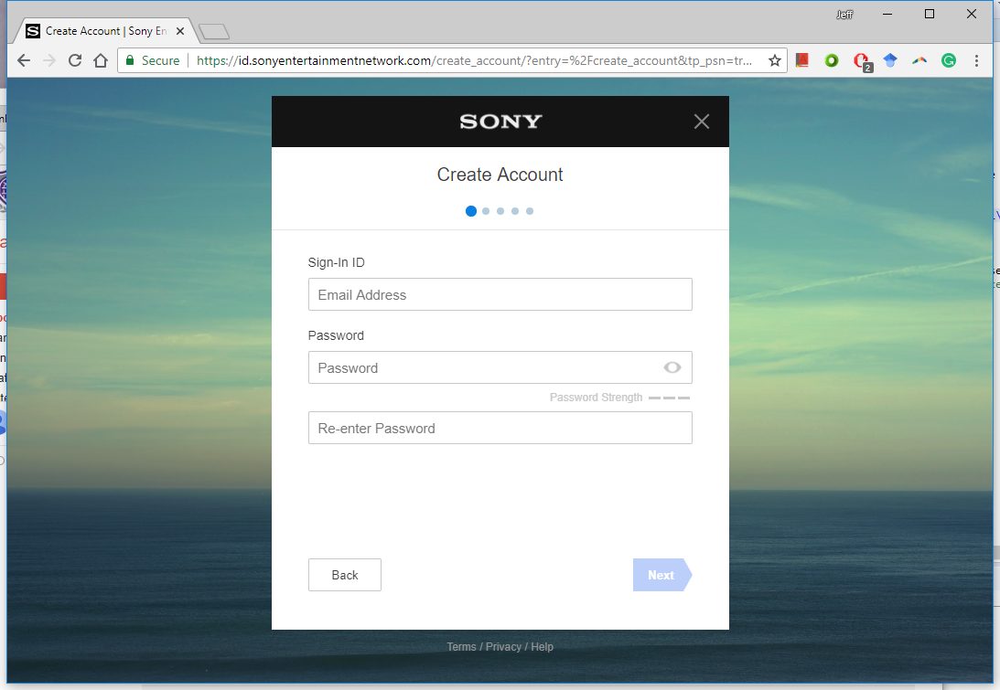 Jeff
S Create Account | Sony En
Secure https://id.sonyentertainmentnetwork.com/create_account/?entry=%2Fcreate_account&tp_psn=tr...
2
SONY
Create Account
Sign-In ID
Email Address
Password
Password
Password Strength
Re-enter Password
Back
Next
Terms / Privacy / Help